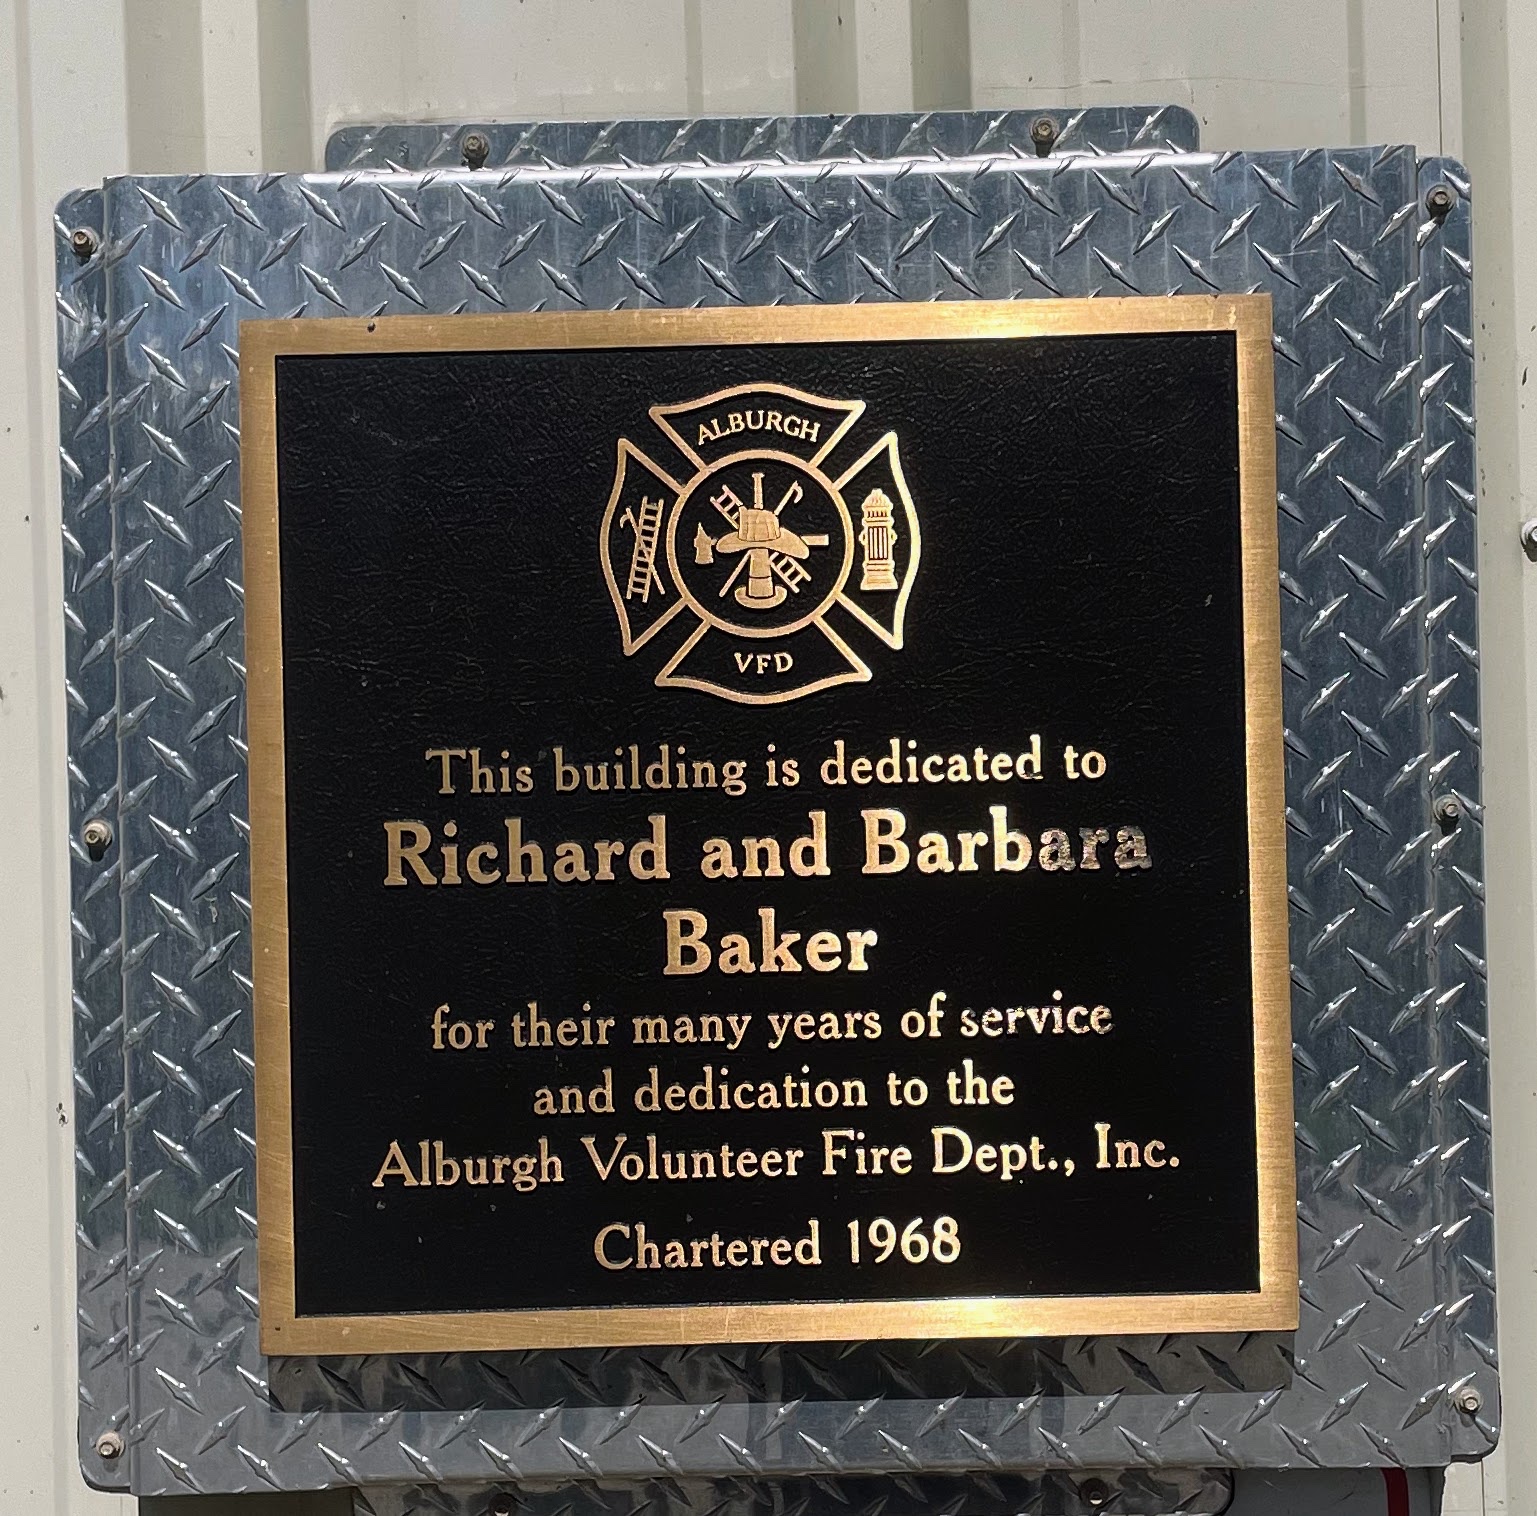 ALBURGH
VFD
This building is dedicated to
Richard and Barbara
Baker
for their many years of service
and dedication to the
Alburgh Volunteer Fire Dept., Inc.
Chartered 1968